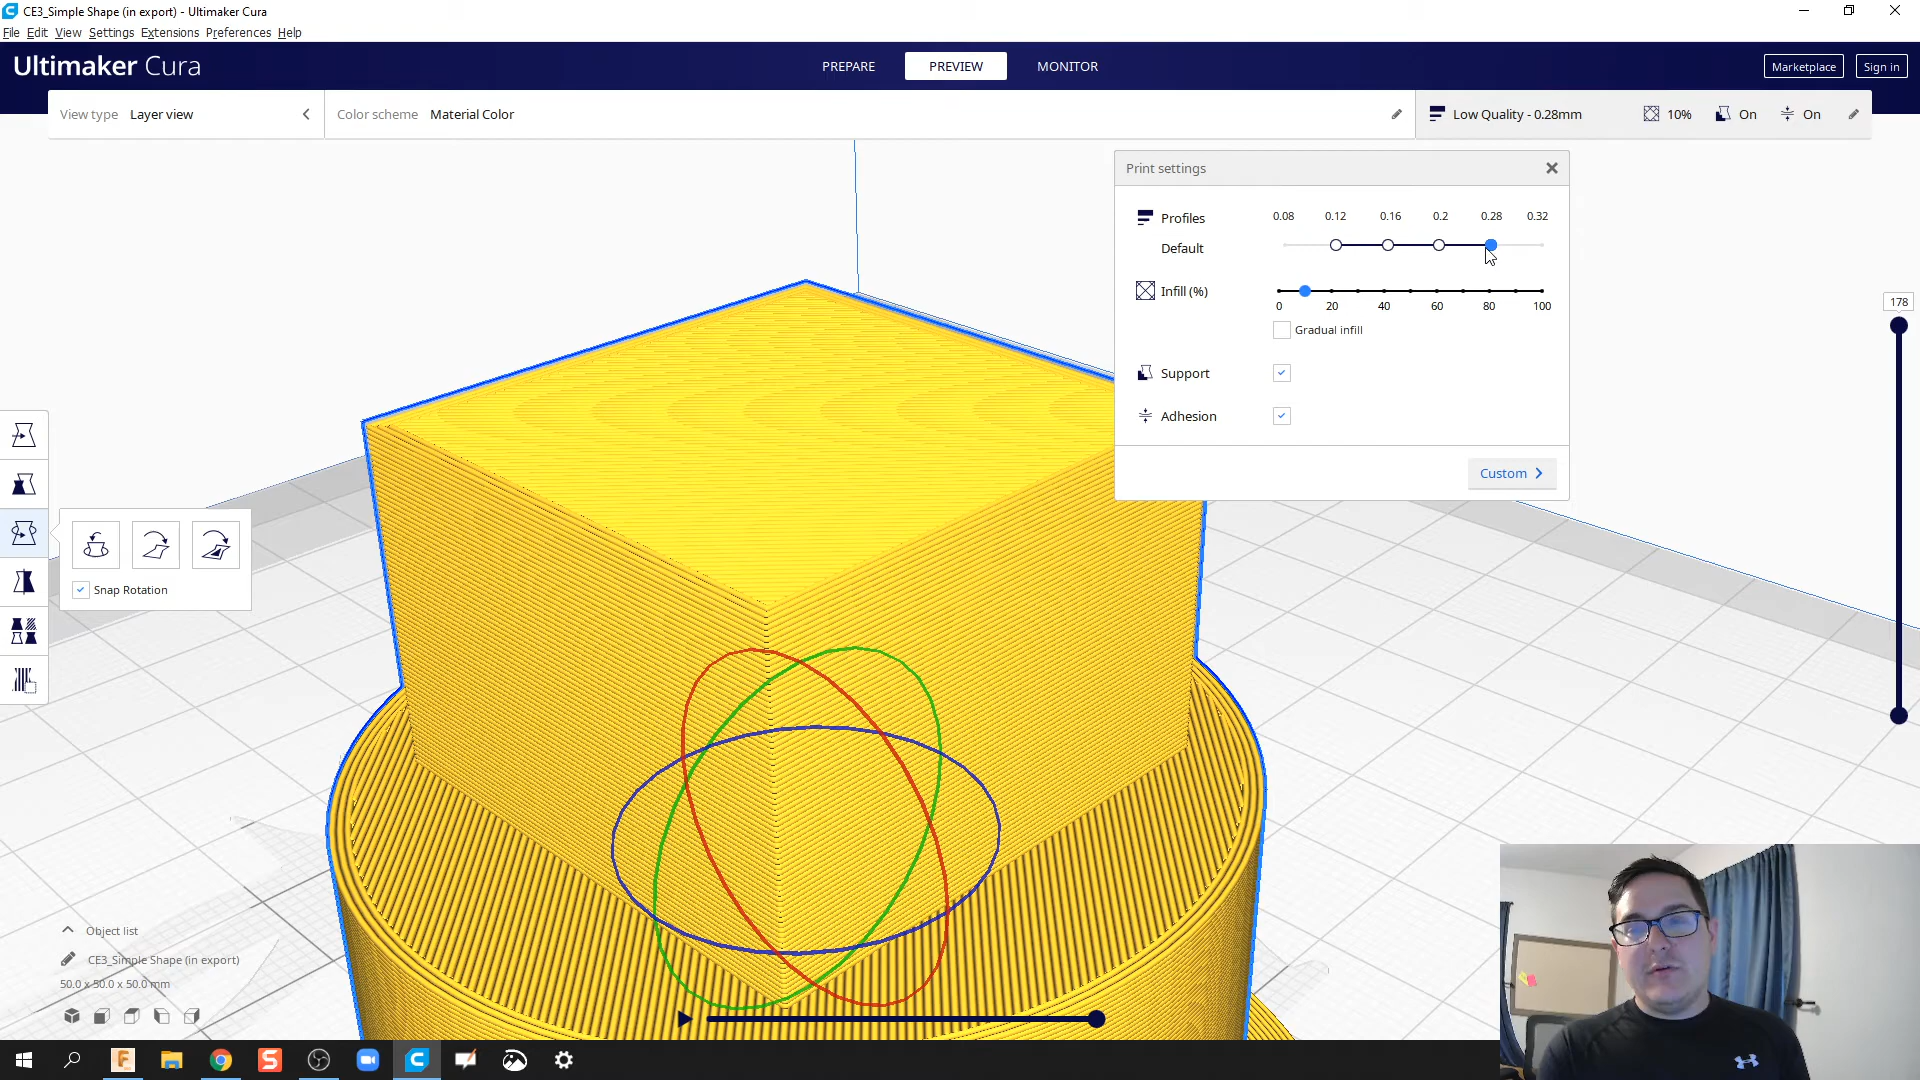 CE3_Simple Shape (in export) - Ultimaker Cura
File Edit View Settings Extensions Preferences Help
Ultimaker Cura
PREPARE
PREVIEW
MONITOR
Marketplace
Sign in
View type Layer view
Color scheme Material Color
Low Quality - 0.28mm
10%
On
On
Print settings
Profiles
0.08 0.12 0.16 0.2 0.28 0.32
Default
Infill (%)
0 20 40 60 80 100
Gradual infill
Support
Adhesion
Custom
178
Snap Rotation
Object list
CE3_Simple Shape (in export)
50.0 x 50.0 x 50.0 mm